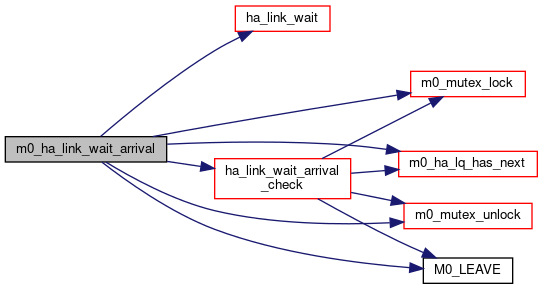 ha_link_wait
m0_mutex_lock
m0_ha_link_wait_arrival
m0_ha_lq_has_next
ha_link_wait_arrival
_check
m0_mutex_unlock
M0_LEAVE